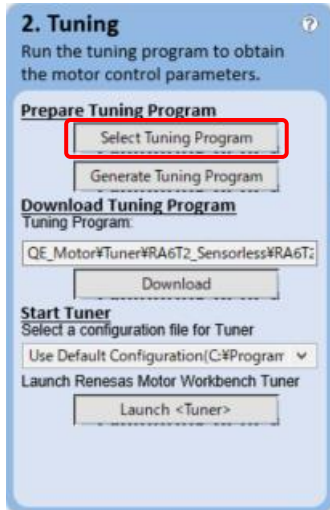 2. Tuning ?
Run the tuning program to obtain
the motor control parameters.
Prepare Tuning Program
Select Tuning Program
Generate Tuning Program
Download Tuning Program
Tuning Program:
QE_Motor¥Tuner¥RA6T2_Sensorless¥RA6T2
Download
Start Tuner
Select a configuration file for Tuner
Use Default Configuration(C:¥Program
Launch Renesas Motor Workbench Tuner
Launch <Tuner>